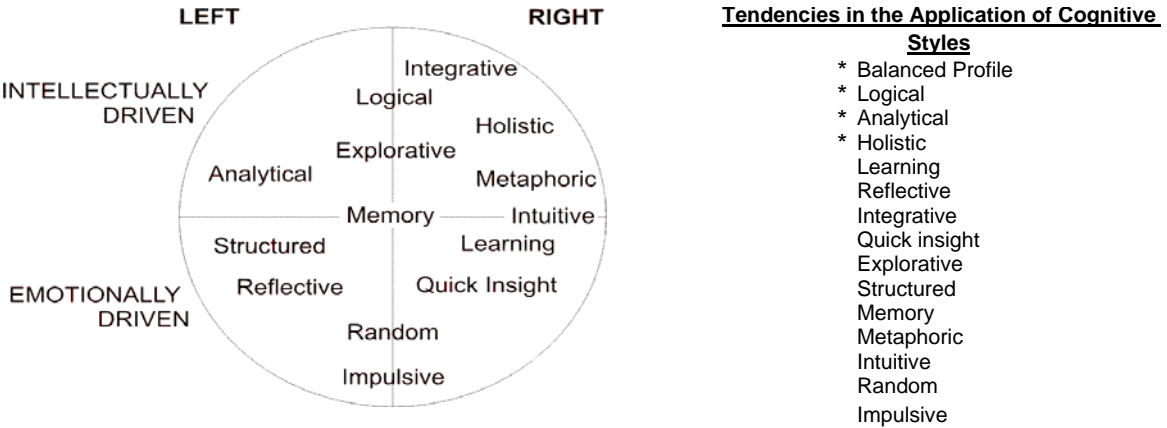 LEFT
RIGHT
INTELLECTUALLY
DRIVEN
Integrative
Logical
Holistic
Explorative
Analytical
Metaphoric
Memory
Intuitive
Structured
Learning
Reflective
Quick Insight
EMOTIONALLY
DRIVEN
Random
Impulsive
Tendencies in the Application of Cognitive
Styles
* Balanced Profile
* Logical
* Analytical
* Holistic
Learning
Reflective
Integrative
Quick insight
Explorative
Structured
Memory
Metaphoric
Intuitive
Random
Impulsive